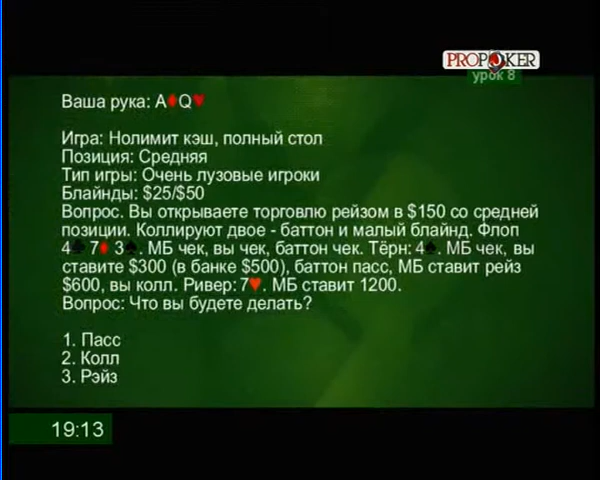 PROPOKER
урок 8
Ваша рука: A♦Q♥
Игра: Нолимит кэш, полный стол
Позиция: Средняя
Тип игры: Очень лузовые игроки
Блайнды: $25/$50
Вопрос. Вы открываете торговлю рейзом в $150 со средней
позиции. Коллируют двое - баттон и малый блайнд. Флоп
4♣ 7♦ 3♠. МБ чек, вы чек, баттон чек. Тёрн: 4♠. МБ чек, вы
ставите $300 (в банке $500), баттон пасс, МБ ставит рейз
$600, вы колл. Ривер: 7♥. МБ ставит 1200.
Вопрос: Что вы будете делать?
1. Пасс
2. Колл
3. Рэйз
19:13